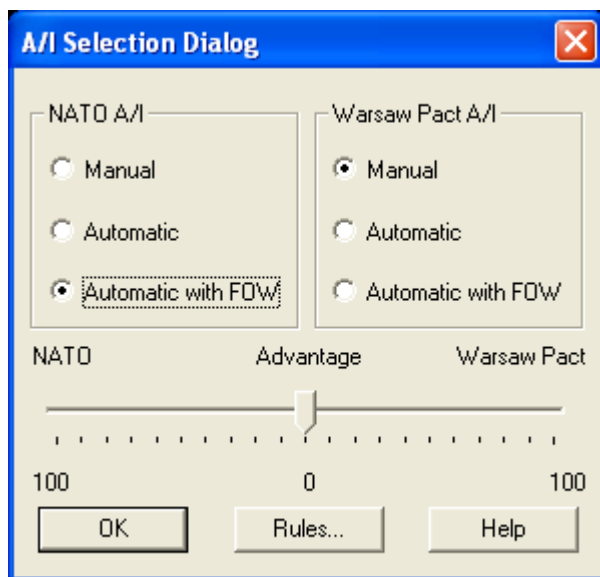 A/I Selection Dialog
NATO A/I
Warsaw Pact A/I
Manual
Manual
Automatic
Automatic
Automatic with FOW
Automatic with FOW
NATO Advantage Warsaw Pact
100 0 100
OK Rules... Help